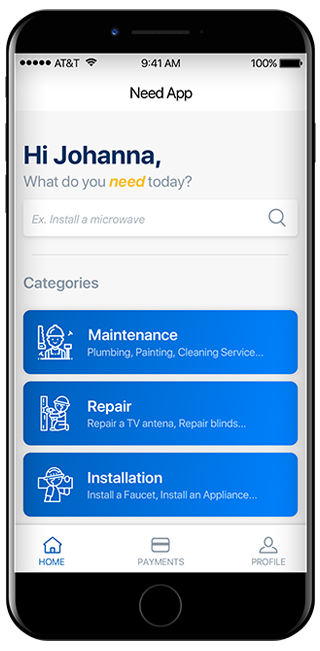 AT&T 9:41 AM 100%
Need App
Hi Johanna,
What do you need today?
Ex. Install a microwave
Categories
Maintenance
Plumbing, Painting, Cleaning Service...
Repair
Repair a TV antena, Repair blinds...
Installation
Install a Faucet, Install an Appliance...
HOME PAYMENTS PROFILE